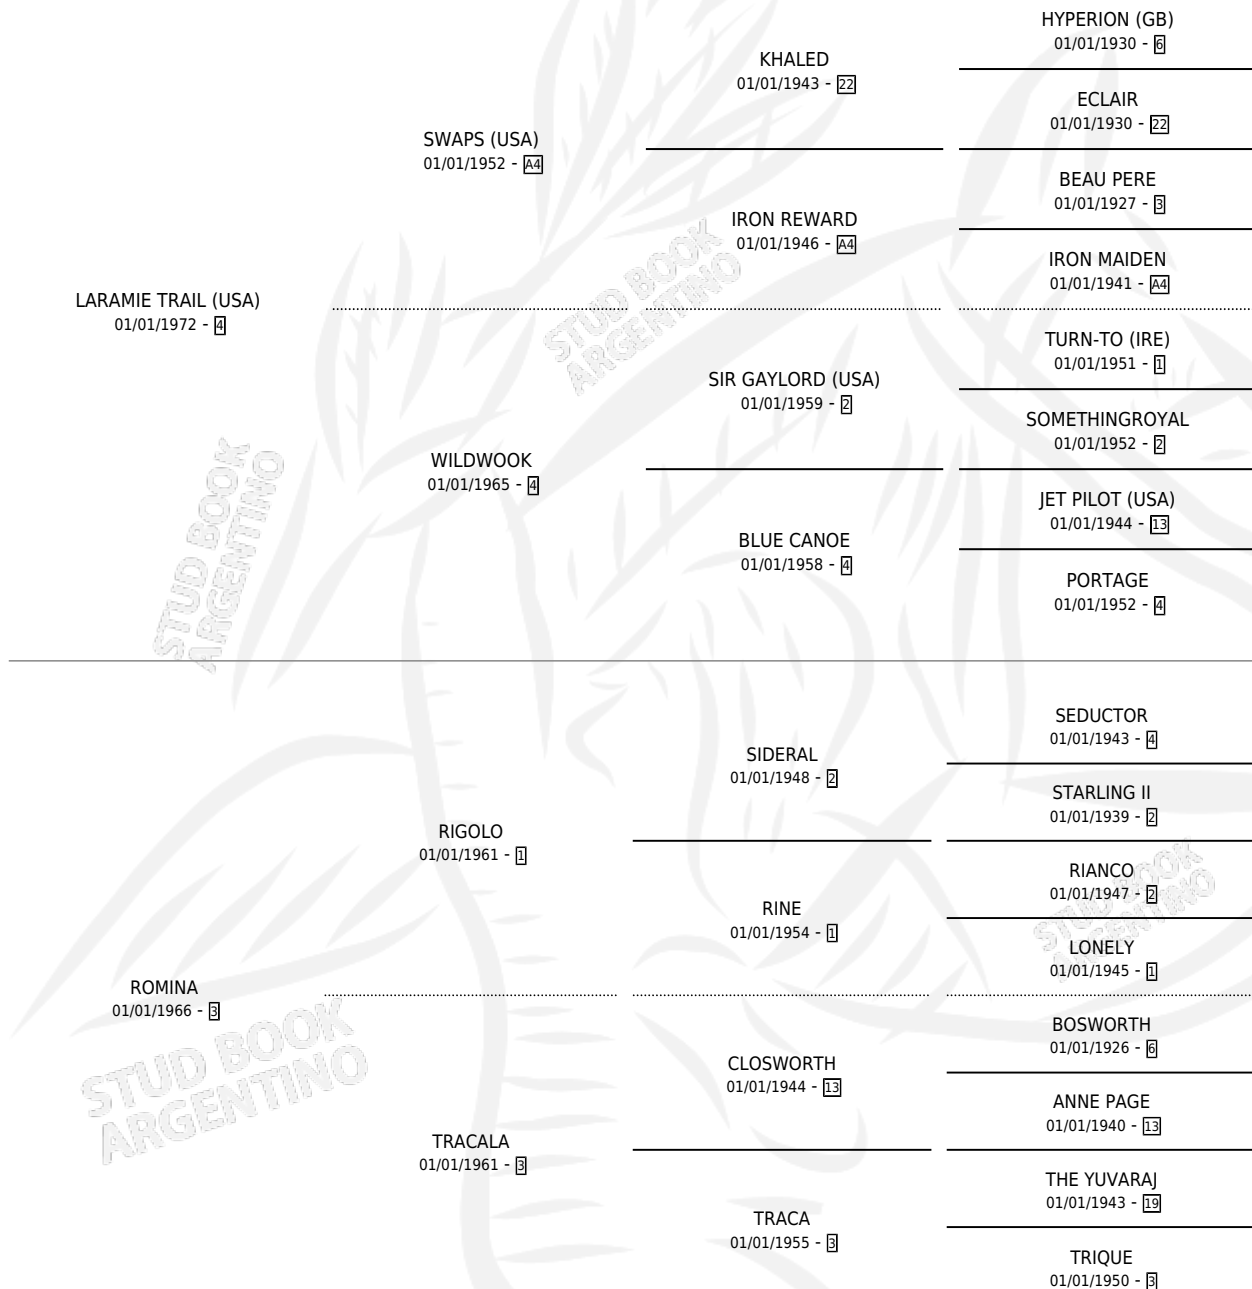 HYPERION (GB)
01/01/1930 - 6
KHALED
01/01/1943 - 22
ECLAIR
01/01/1930 - 22
SWAPS (USA)
01/01/1952 - A4
BEAU PERE
01/01/1927 - 3
IRON REWARD
01/01/1946 - A4
IRON MAIDEN
01/01/1941 - A4
LARAMIE TRAIL (USA)
01/01/1972 - 4
TURN-TO (IRE)
01/01/1951 - 1
SIR GAYLORD (USA)
01/01/1959 - 2
SOMETHINGROYAL
01/01/1952 - 2
WILDWOOK
01/01/1965 - 4
JET PILOT (USA)
01/01/1944 - 13
BLUE CANOE
01/01/1958 - 4
PORTAGE
01/01/1952 - 4
SEDUCTOR
01/01/1943 - 4
SIDERAL
01/01/1948 - 2
STARLING II
01/01/1939 - 2
RIGOLO
01/01/1961 - 1
RIANCO
01/01/1947 - 2
RINE
01/01/1954 - 1
LONELY
01/01/1945 - 1
ROMINA
01/01/1966 - 3
BOSWORTH
01/01/1926 - 6
CLOSWORTH
01/01/1944 - 13
ANNE PAGE
01/01/1940 - 13
TRACALA
01/01/1961 - 3
THE YUVARAJ
01/01/1943 - 19
TRACA
01/01/1955 - 3
TRIQUE
01/01/1950 - 3
STUD BOOK
ARGENTINO
STUD BOOK
ARGENTINO
STUD BOOK
ARGENTINO
STUD BOOK
ARGENTINO